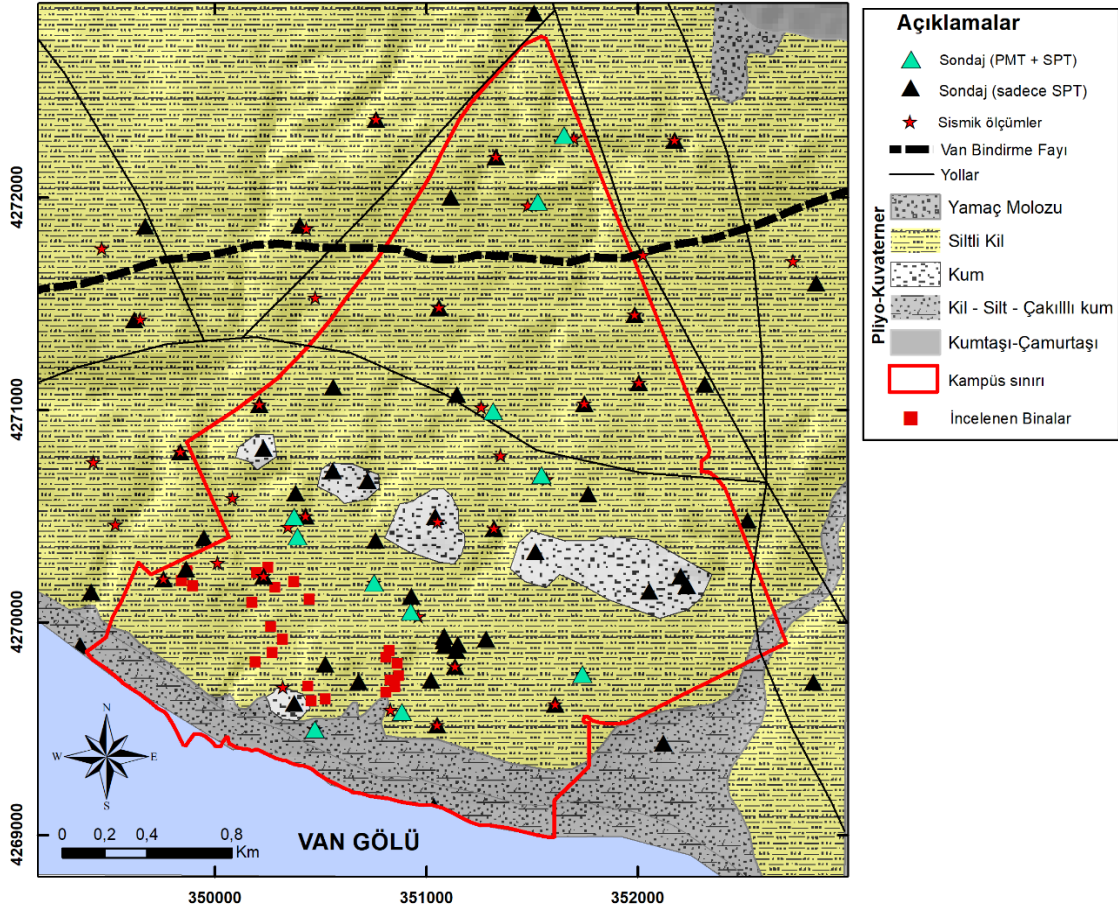 Açıklamalar
Sondaj (PMT + SPT)
Sondaj (sadece SPT)
Sismik ölçümler
Van Bindirme Fayı
Yollar
Pliyo-Kuvaterner
Yamaç Molozu
Siltli Kil
Kum
Kil - Silt - Çakıllı kum
Kumtaşı-Çamurtaşı
Kampüs sınırı
İncelenen Binalar
4272000
4271000
4270000
4269000
N
W
E
S
0
0,2
0,4
0,8
Km
VAN GÖLÜ
350000
351000
352000